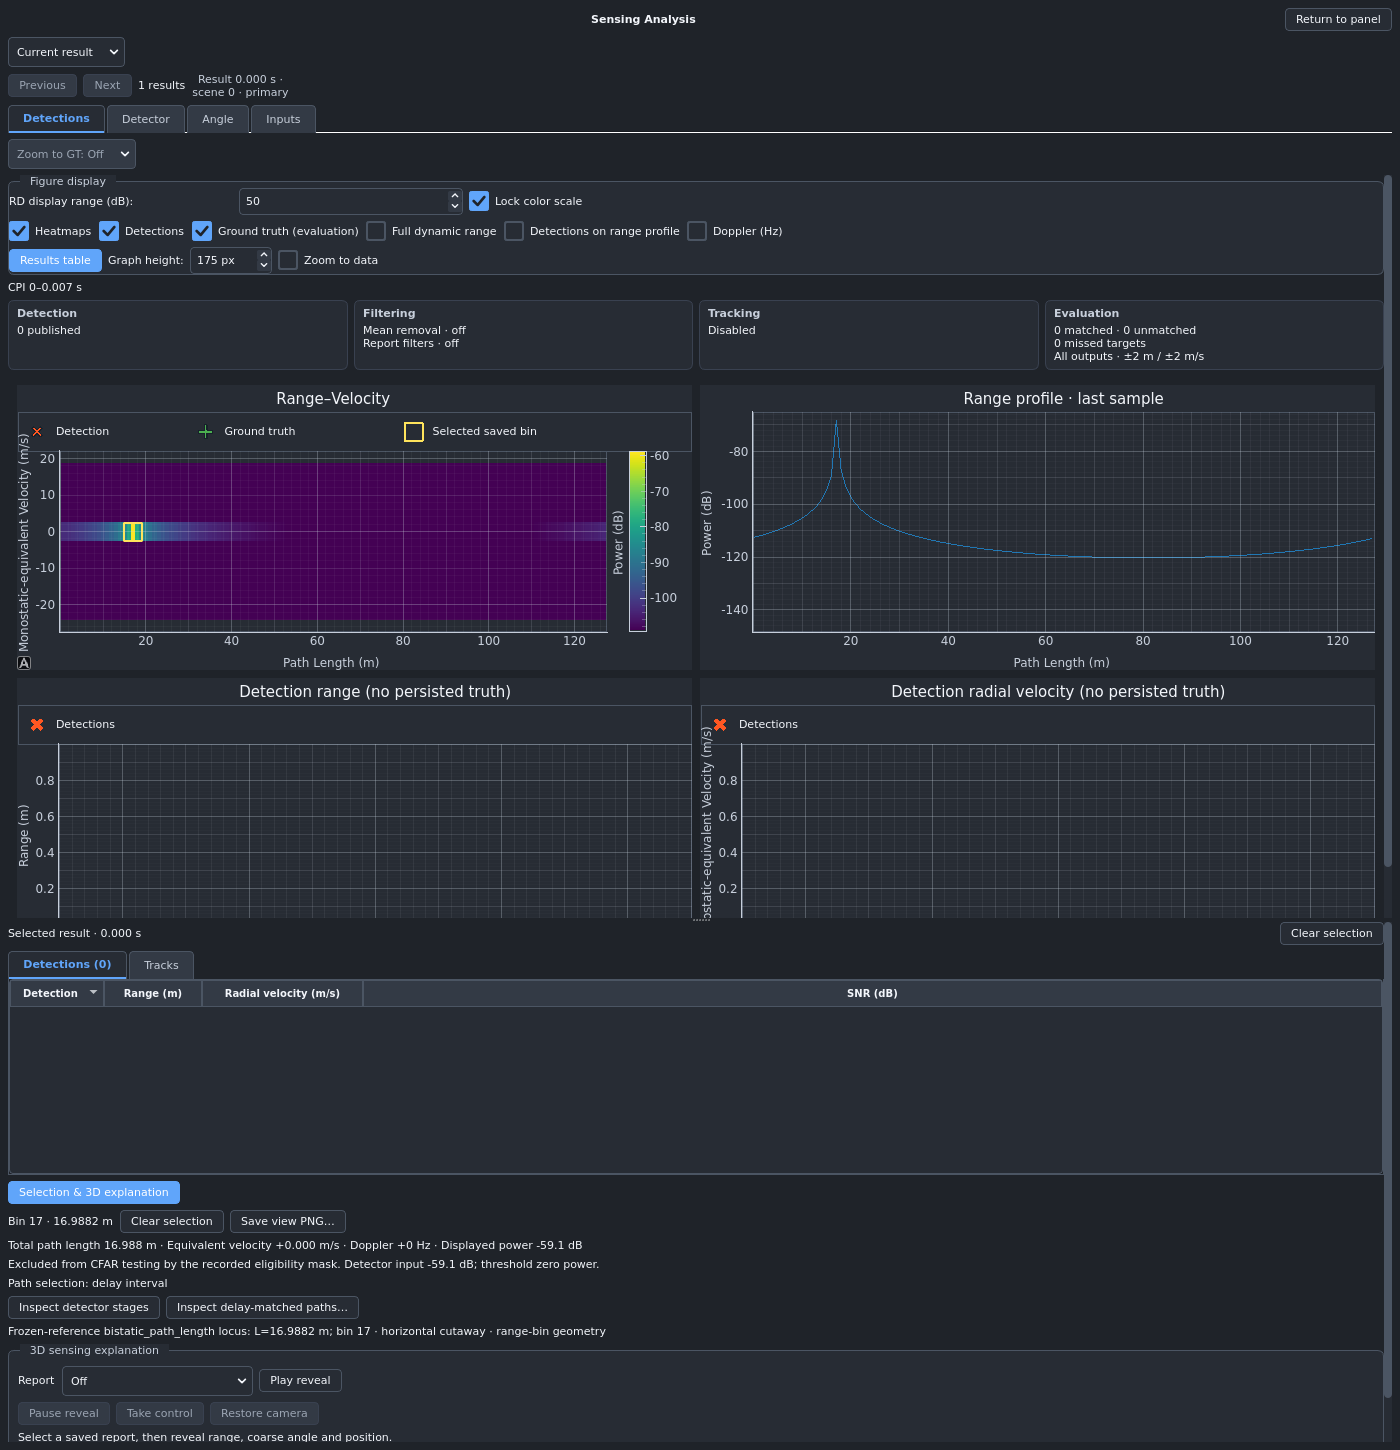 Sensing Analysis
Return to panel
Current result
Previous
Next
1 results
Result 0.000 s ·
scene 0 · primary
Detections
Detector
Angle
Inputs
Zoom to GT: Off
Figure display
RD display range (dB):
50
Lock color scale
Heatmaps
Detections
Ground truth (evaluation)
Full dynamic range
Detections on range profile
Doppler (Hz)
Results table
Graph height:
175 px
Zoom to data
CPI 0–0.007 s
Detection
0 published
Filtering
Mean removal · off
Report filters · off
Tracking
Disabled
Evaluation
0 matched · 0 unmatched
0 missed targets
All outputs · ±2 m / ±2 m/s
Range–Velocity
Detection
Ground truth
Selected saved bin
Monostatic-equivalent Velocity (m/s)
20
10
0
-10
-20
20
40
60
80
100
120
Path Length (m)
A
Power (dB)
-60
-70
-80
-90
-100
Range profile · last sample
Power (dB)
-80
-100
-120
-140
20
40
60
80
100
120
Path Length (m)
Detection range (no persisted truth)
Detections
Range (m)
0.8
0.6
0.4
0.2
Detection radial velocity (no persisted truth)
Detections
ostatic-equivalent Velocity (m/s)
0.8
0.6
0.4
0.2
Selected result · 0.000 s
Clear selection
Detections (0)
Tracks
Detection
Range (m)
Radial velocity (m/s)
SNR (dB)
Selection & 3D explanation
Bin 17 · 16.9882 m
Clear selection
Save view PNG...
Total path length 16.988 m · Equivalent velocity +0.000 m/s · Doppler +0 Hz · Displayed power -59.1 dB
Excluded from CFAR testing by the recorded eligibility mask. Detector input -59.1 dB; threshold zero power.
Path selection: delay interval
Inspect detector stages
Inspect delay-matched paths...
Frozen-reference bistatic_path_length locus: L=16.9882 m; bin 17 · horizontal cutaway · range-bin geometry
3D sensing explanation
Report
Off
Play reveal
Pause reveal
Take control
Restore camera
Select a saved report, then reveal range, coarse angle and position.